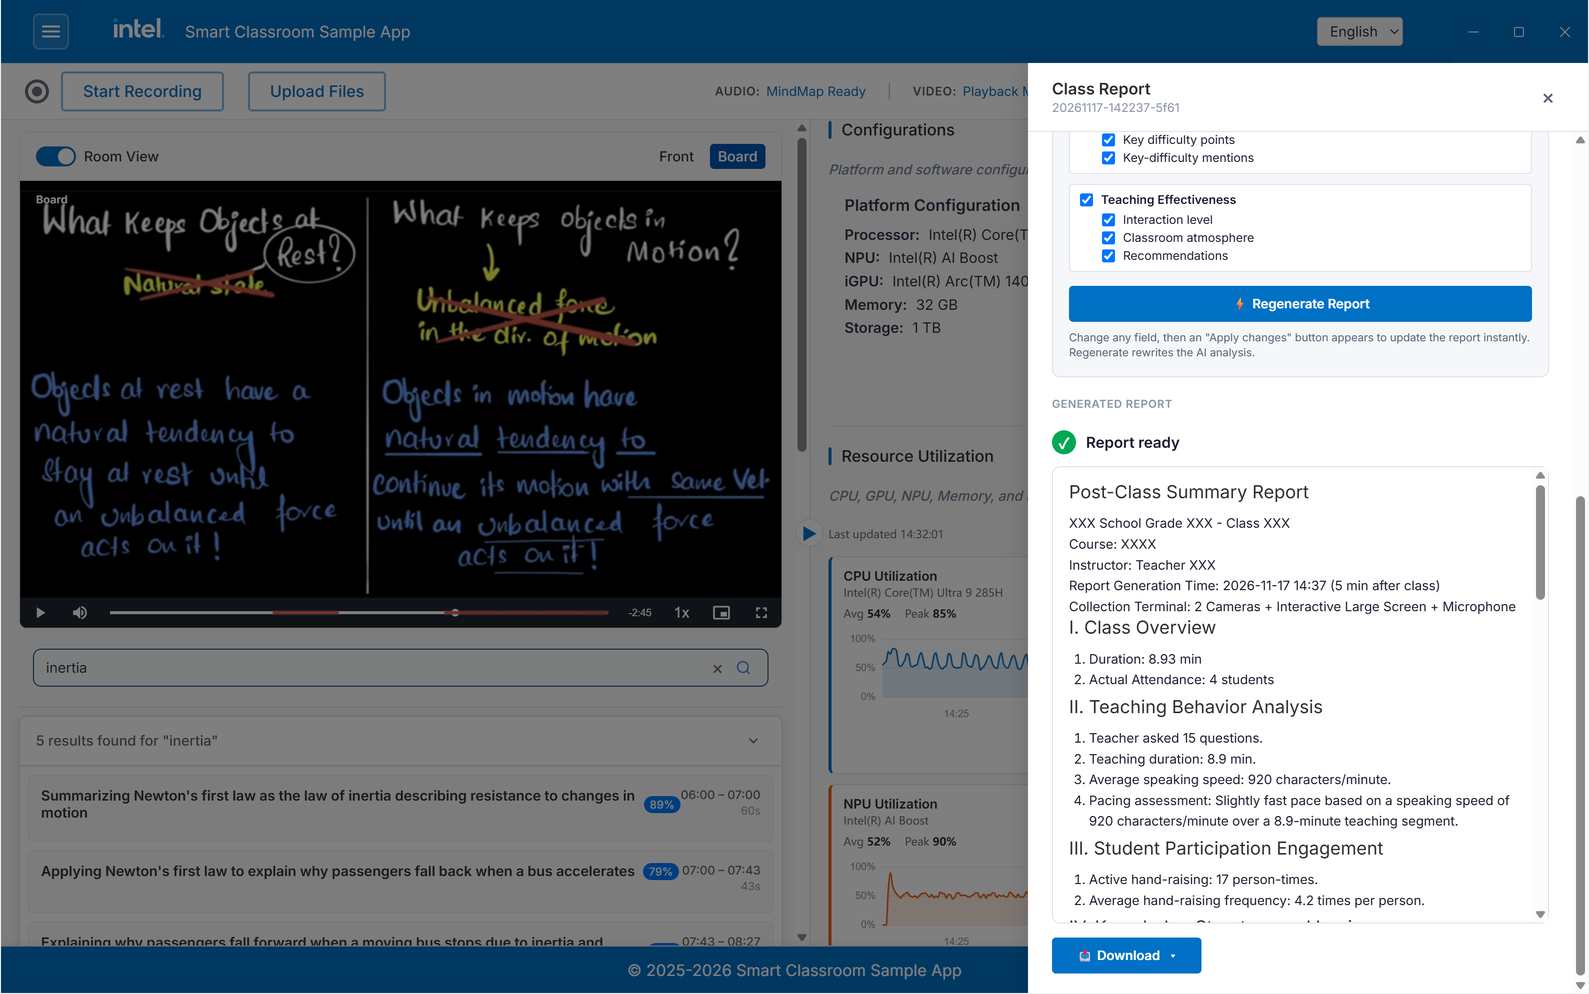 intel.
Smart Classroom Sample App
English
Start Recording
Upload Files
AUDIO: MindMap Ready
VIDEO: Playback M
Room View
Front
Board
Board
What Keeps Objects at
Rest?
Natural state
Objects at rest have a
natural tendency to
stay at rest until
an unbalanced force
acts on it!
What keeps objects in
Motion?
Unbalanced force
in the dir. of motion
Objects in motion have
natural tendency to
continue its motion with same Vel
until an unbalanced force
acts on it!
-2:45
1x
inertia
5 results found for "inertia"
Summarizing Newton's first law as the law of inertia describing resistance to changes in
motion
89%
06:00 – 07:00
60s
Applying Newton's first law to explain why passengers fall back when a bus accelerates
79%
07:00 – 07:43
43s
Explaining why passengers fall forward when a moving bus stops due to inertia and
07:43 – 08:27
Configurations
Platform and software configu
Platform Configuration
Processor: Intel(R) Core(T
NPU: Intel(R) AI Boost
iGPU: Intel(R) Arc(TM) 140
Memory: 32 GB
Storage: 1 TB
Resource Utilization
CPU, GPU, NPU, Memory, and
Last updated 14:32:01
CPU Utilization
Intel(R) Core(TM) Ultra 9 285H
Avg 54% Peak 85%
100%
50%
0%
14:25
NPU Utilization
Intel(R) AI Boost
Avg 52% Peak 90%
100%
50%
0%
14:25
Class Report
20261117-142237-5f61
Key difficulty points
Key-difficulty mentions
Teaching Effectiveness
Interaction level
Classroom atmosphere
Recommendations
Regenerate Report
Change any field, then an "Apply changes" button appears to update the report instantly.
Regenerate rewrites the AI analysis.
GENERATED REPORT
Report ready
Post-Class Summary Report
XXX School Grade XXX - Class XXX
Course: XXXX
Instructor: Teacher XXX
Report Generation Time: 2026-11-17 14:37 (5 min after class)
Collection Terminal: 2 Cameras + Interactive Large Screen + Microphone
I. Class Overview
1. Duration: 8.93 min
2. Actual Attendance: 4 students
II. Teaching Behavior Analysis
1. Teacher asked 15 questions.
2. Teaching duration: 8.9 min.
3. Average speaking speed: 920 characters/minute.
4. Pacing assessment: Slightly fast pace based on a speaking speed of
920 characters/minute over a 8.9-minute teaching segment.
III. Student Participation Engagement
1. Active hand-raising: 17 person-times.
2. Average hand-raising frequency: 4.2 times per person.
Download
© 2025-2026 Smart Classroom Sample App